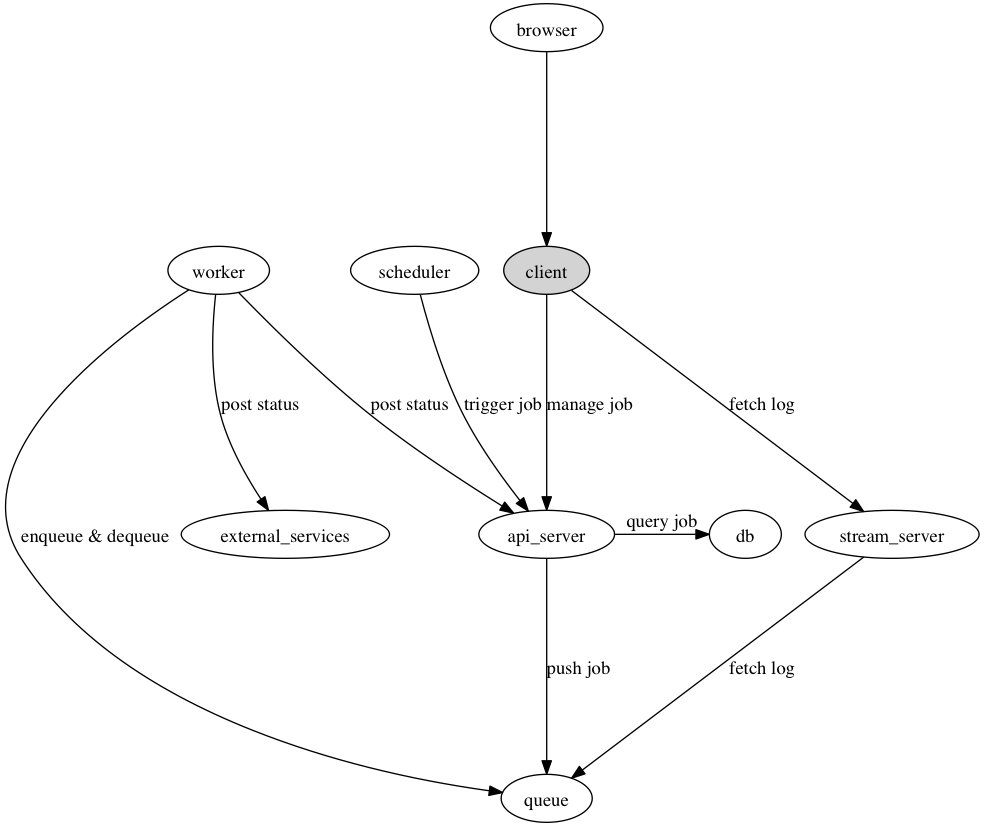 browser
worker
scheduler
client
post status
post status
trigger job
manage job
fetch log
query job
enqueue & dequeue
external_services
api_server
db
stream_server
push job
fetch log
queue